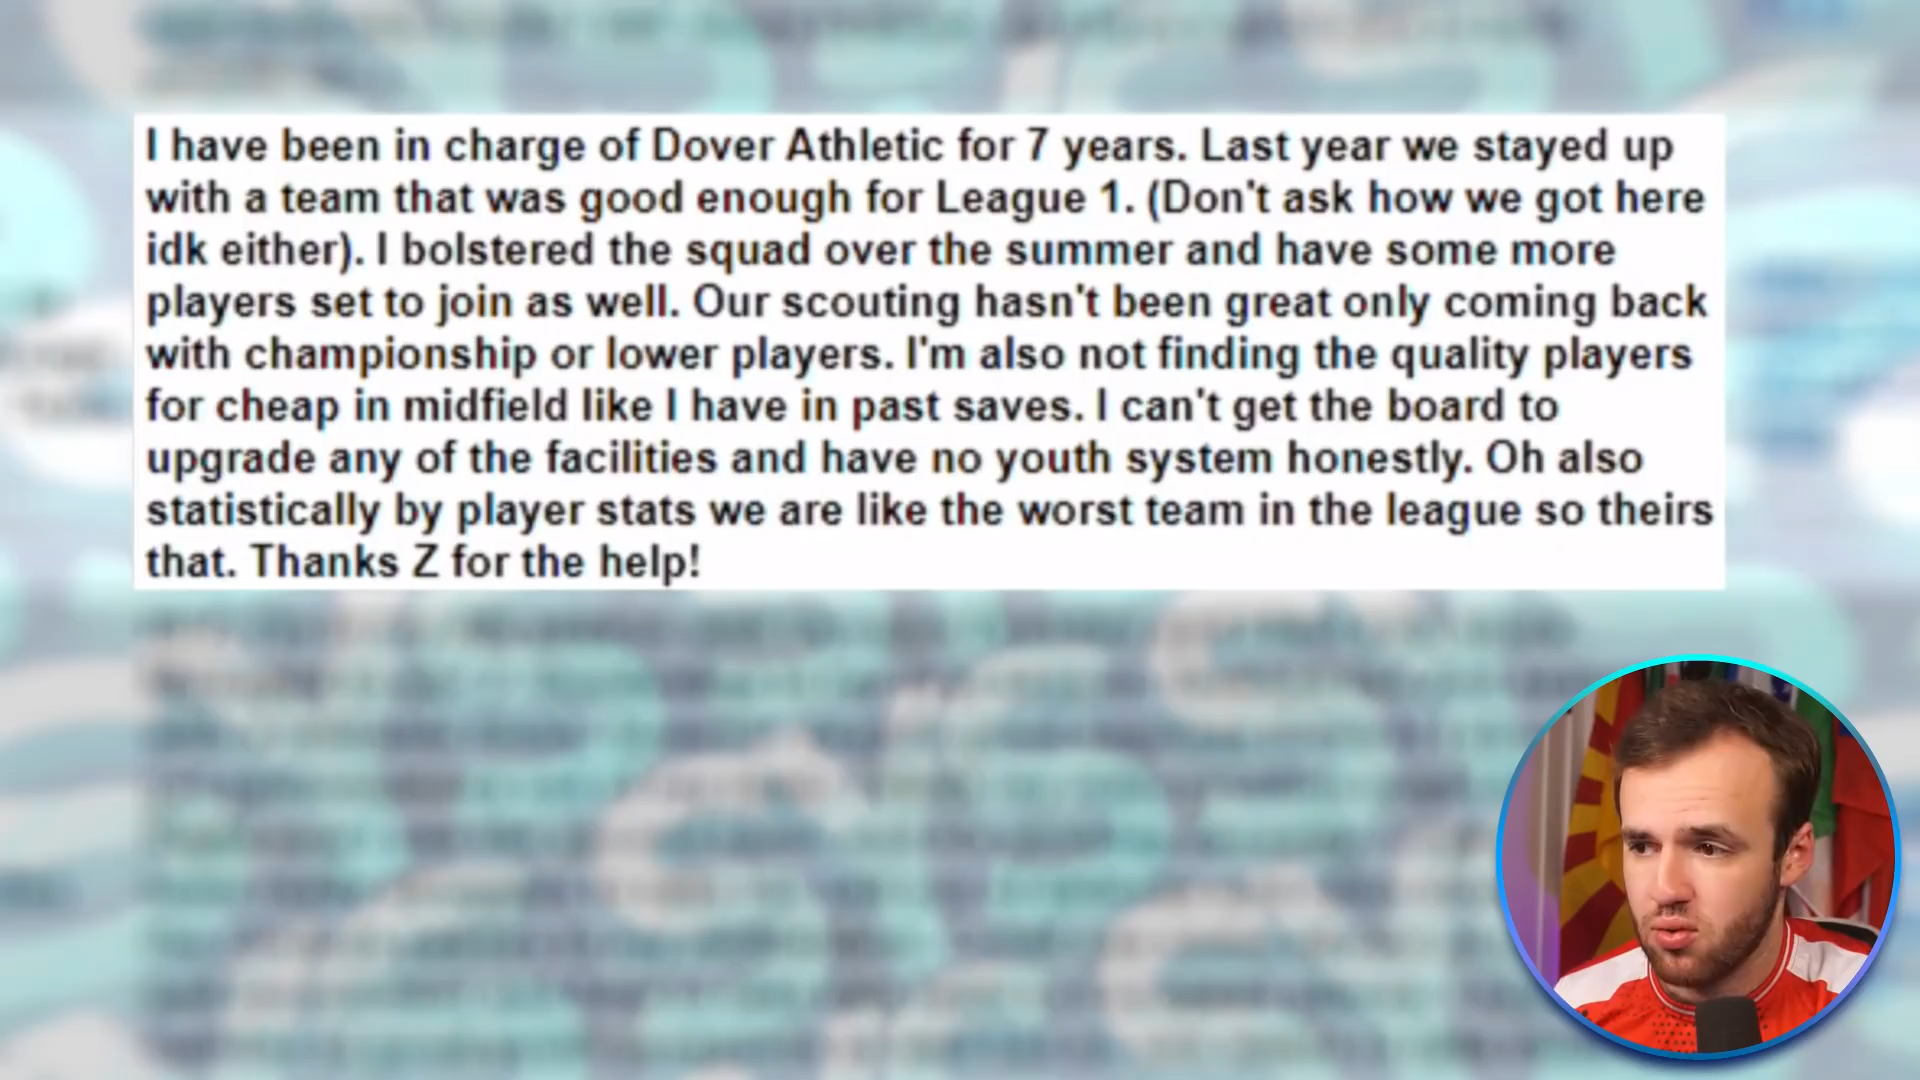 I have been in charge of Dover Athletic for 7 years. Last year we stayed up
with a team that was good enough for League 1. (Don't ask how we got here
idk either). I bolstered the squad over the summer and have some more
players set to join as well. Our scouting hasn't been great only coming back
with championship or lower players. I'm also not finding the quality players
for cheap in midfield like I have in past saves. I can't get the board to
upgrade any of the facilities and have no youth system honestly. Oh also
statistically by player stats we are like the worst team in the league so theirs
that. Thanks Z for the help!